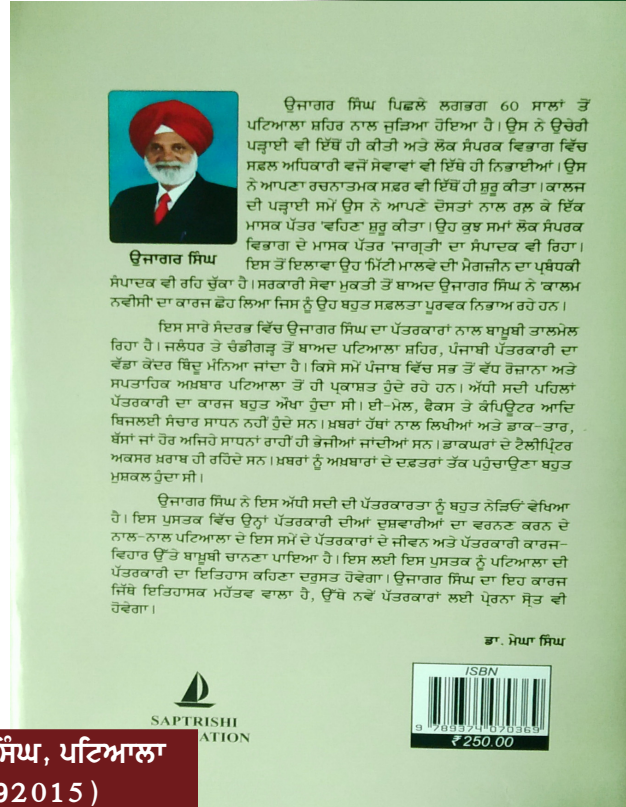 ਉਜਾਗਰ ਸਿੰਘ ਪਿਛਲੇ ਲਗਭਗ 60 ਸਾਲਾਂ ਤੋਂ
ਪਟਿਆਲਾ ਸ਼ਹਿਰ ਨਾਲ ਜੁੜਿਆ ਹੋਇਆ ਹੈ। ਉਸ ਨੇ ਉਚੇਰੀ
ਪੜ੍ਹਾਈ ਵੀ ਇੱਥੋਂ ਹੀ ਕੀਤੀ ਅਤੇ ਲੋਕ ਸੰਪਰਕ ਵਿਭਾਗ ਵਿੱਚ
ਸਫ਼ਲ ਅਧਿਕਾਰੀ ਵਜੋਂ ਸੇਵਾਵਾਂ ਵੀ ਇੱਥੇ ਹੀ ਨਿਭਾਈਆਂ। ਉਸ
ਨੇ ਆਪਣਾ ਰਚਨਾਤਮਕ ਸਫ਼ਰ ਵੀ ਇੱਥੋਂ ਹੀ ਸ਼ੁਰੂ ਕੀਤਾ। ਕਾਲਜ
ਦੀ ਪੜ੍ਹਾਈ ਸਮੇਂ ਉਸ ਨੇ ਆਪਣੇ ਦੋਸਤਾਂ ਨਾਲ ਰਲ਼ ਕੇ ਇੱਕ
ਮਾਸਕ ਪੱਤਰ 'ਵਹਿਣ' ਸ਼ੁਰੂ ਕੀਤਾ। ਉਹ ਕੁਝ ਸਮਾਂ ਲੋਕ ਸੰਪਰਕ
ਵਿਭਾਗ ਦੇ ਮਾਸਕ ਪੱਤਰ 'ਜਾਗ੍ਰਤੀ' ਦਾ ਸੰਪਾਦਕ ਵੀ ਰਿਹਾ।
ਉਜਾਗਰ ਸਿੰਘ
ਇਸ ਤੋਂ ਇਲਾਵਾ ਉਹ 'ਮਿੱਟੀ ਮਾਲਵੇ ਦੀ' ਮੈਗਜ਼ੀਨ ਦਾ ਪ੍ਰਬੰਧਕੀ
ਸੰਪਾਦਕ ਵੀ ਰਹਿ ਚੁੱਕਾ ਹੈ। ਸਰਕਾਰੀ ਸੇਵਾ ਮੁਕਤੀ ਤੋਂ ਬਾਅਦ ਉਜਾਗਰ ਸਿੰਘ ਨੇ 'ਕਾਲਮ
ਨਵੀਸੀ' ਦਾ ਕਾਰਜ ਛੋਹ ਲਿਆ ਜਿਸ ਨੂੰ ਉਹ ਬਹੁਤ ਸਫ਼ਲਤਾ ਪੂਰਵਕ ਨਿਭਾਅ ਰਹੇ ਹਨ।
ਇਸ ਸਾਰੇ ਸੰਦਰਭ ਵਿੱਚ ਉਜਾਗਰ ਸਿੰਘ ਦਾ ਪੱਤਰਕਾਰਾਂ ਨਾਲ ਬਾਖ਼ੂਬੀ ਤਾਲਮੇਲ
ਰਿਹਾ ਹੈ। ਜਲੰਧਰ ਤੇ ਚੰਡੀਗੜ੍ਹ ਤੋਂ ਬਾਅਦ ਪਟਿਆਲਾ ਸ਼ਹਿਰ, ਪੰਜਾਬੀ ਪੱਤਰਕਾਰੀ ਦਾ
ਵੱਡਾ ਕੇਂਦਰ ਬਿੰਦੂ ਮੰਨਿਆ ਜਾਂਦਾ ਹੈ। ਕਿਸੇ ਸਮੇਂ ਪੰਜਾਬ ਵਿੱਚ ਸਭ ਤੋਂ ਵੱਧ ਰੋਜ਼ਾਨਾ ਅਤੇ
ਸਪਤਾਹਿਕ ਅਖ਼ਬਾਰ ਪਟਿਆਲਾ ਤੋਂ ਹੀ ਪ੍ਰਕਾਸ਼ਤ ਹੁੰਦੇ ਰਹੇ ਹਨ। ਅੱਧੀ ਸਦੀ ਪਹਿਲਾਂ
ਪੱਤਰਕਾਰੀ ਦਾ ਕਾਰਜ ਬਹੁਤ ਔਖਾ ਹੁੰਦਾ ਸੀ। ਈ-ਮੇਲ, ਫੈਕਸ ਤੇ ਕੰਪਿਊਟਰ ਆਦਿ
ਬਿਜਲਈ ਸੰਚਾਰ ਸਾਧਨ ਨਹੀਂ ਹੁੰਦੇ ਸਨ। ਖ਼ਬਰਾਂ ਹੱਥਾਂ ਨਾਲ ਲਿਖੀਆਂ ਅਤੇ ਡਾਕ-ਤਾਰ,
ਬੱਸਾਂ ਜਾਂ ਹੋਰ ਅਜਿਹੇ ਸਾਧਨਾਂ ਰਾਹੀਂ ਹੀ ਭੇਜੀਆਂ ਜਾਂਦੀਆਂ ਸਨ। ਡਾਕਘਰਾਂ ਦੇ ਟੈਲੀਪ੍ਰਿੰਟਰ
ਅਕਸਰ ਖ਼ਰਾਬ ਹੀ ਰਹਿੰਦੇ ਸਨ। ਖ਼ਬਰਾਂ ਨੂੰ ਅਖ਼ਬਾਰਾਂ ਦੇ ਦਫ਼ਤਰਾਂ ਤੱਕ ਪਹੁੰਚਾਉਣਾ ਬਹੁਤ
ਮੁਸ਼ਕਲ ਹੁੰਦਾ ਸੀ।
ਉਜਾਗਰ ਸਿੰਘ ਨੇ ਇਸ ਅੱਧੀ ਸਦੀ ਦੀ ਪੱਤਰਕਾਰਤਾ ਨੂੰ ਬਹੁਤ ਨੇੜਿਓਂ ਵੇਖਿਆ
ਹੈ। ਇਸ ਪੁਸਤਕ ਵਿੱਚ ਉਨ੍ਹਾਂ ਪੱਤਰਕਾਰੀ ਦੀਆਂ ਦੁਸ਼ਵਾਰੀਆਂ ਦਾ ਵਰਨਣ ਕਰਨ ਦੇ
ਨਾਲ-ਨਾਲ ਪਟਿਆਲਾ ਦੇ ਇਸ ਸਮੇਂ ਦੇ ਪੱਤਰਕਾਰਾਂ ਦੇ ਜੀਵਨ ਅਤੇ ਪੱਤਰਕਾਰੀ ਕਾਰਜ-
ਵਿਹਾਰ ਉੱਤੇ ਬਾਖ਼ੂਬੀ ਚਾਨਣਾ ਪਾਇਆ ਹੈ। ਇਸ ਲਈ ਇਸ ਪੁਸਤਕ ਨੂੰ ਪਟਿਆਲਾ ਦੀ
ਪੱਤਰਕਾਰੀ ਦਾ ਇਤਿਹਾਸ ਕਹਿਣਾ ਦਰੁਸਤ ਹੋਵੇਗਾ। ਉਜਾਗਰ ਸਿੰਘ ਦਾ ਇਹ ਕਾਰਜ
ਜਿੱਥੇ ਇਤਿਹਾਸਕ ਮਹੱਤਵ ਵਾਲਾ ਹੈ, ਉੱਥੇ ਨਵੇਂ ਪੱਤਰਕਾਰਾਂ ਲਈ ਪ੍ਰੇਰਨਾ ਸ੍ਰੋਤ ਵੀ
ਹੋਵੇਗਾ।
ਡਾ. ਮੇਘਾ ਸਿੰਘ
SAPTRISHI
ATION
ISBN
9 789374 070369
₹ 250.00
ਸਿੰਘ, ਪਟਿਆਲਾ
92015)